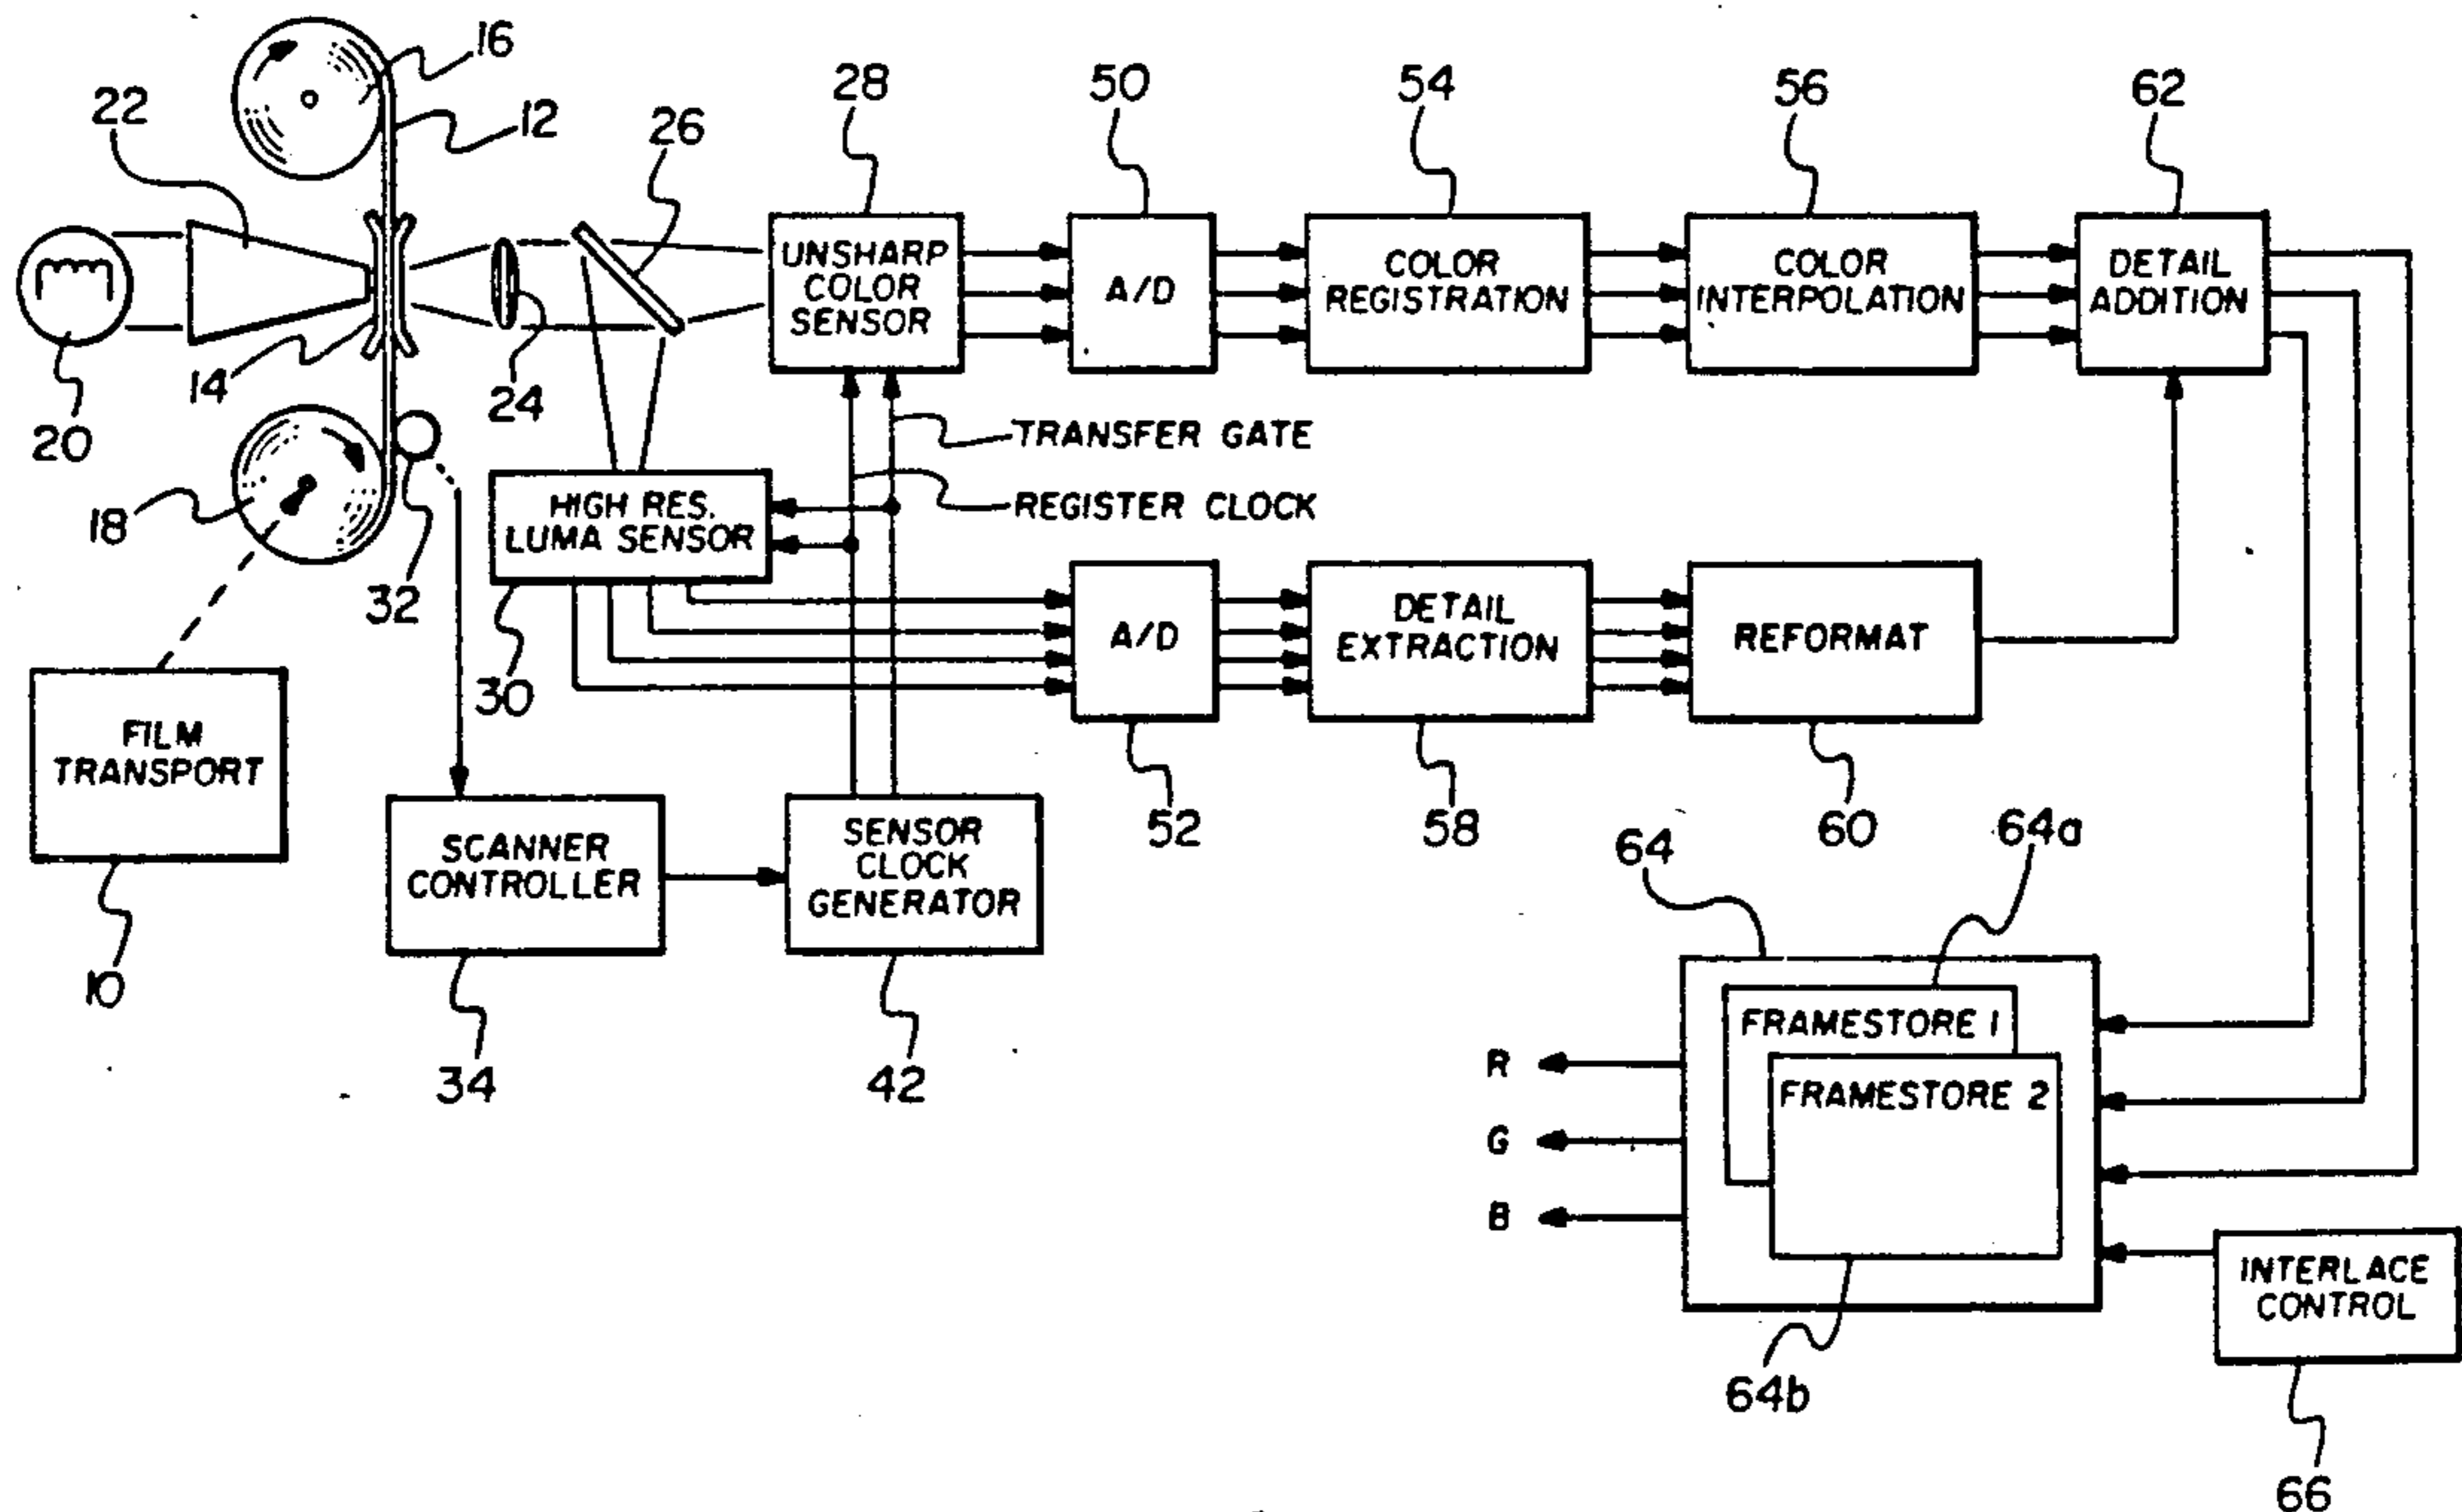 16
22
12
26
28
50
54
56
62
UNSHARP
COLOR
SENSOR
A/D
COLOR
REGISTRATION
COLOR
INTERPOLATION
DETAIL
ADDITION
14
24
20
TRANSFER GATE
REGISTER CLOCK
18
HIGH RES.
LUMA SENSOR
32
30
A/D
DETAIL
EXTRACTION
REFORMAT
FILM
TRANSPORT
52
58
60
64a
64
SCANNER
CONTROLLER
SENSOR
CLOCK
GENERATOR
10
34
42
FRAMESTORE 1
FRAMESTORE 2
R
G
B
INTERLACE
CONTROL
64b
66